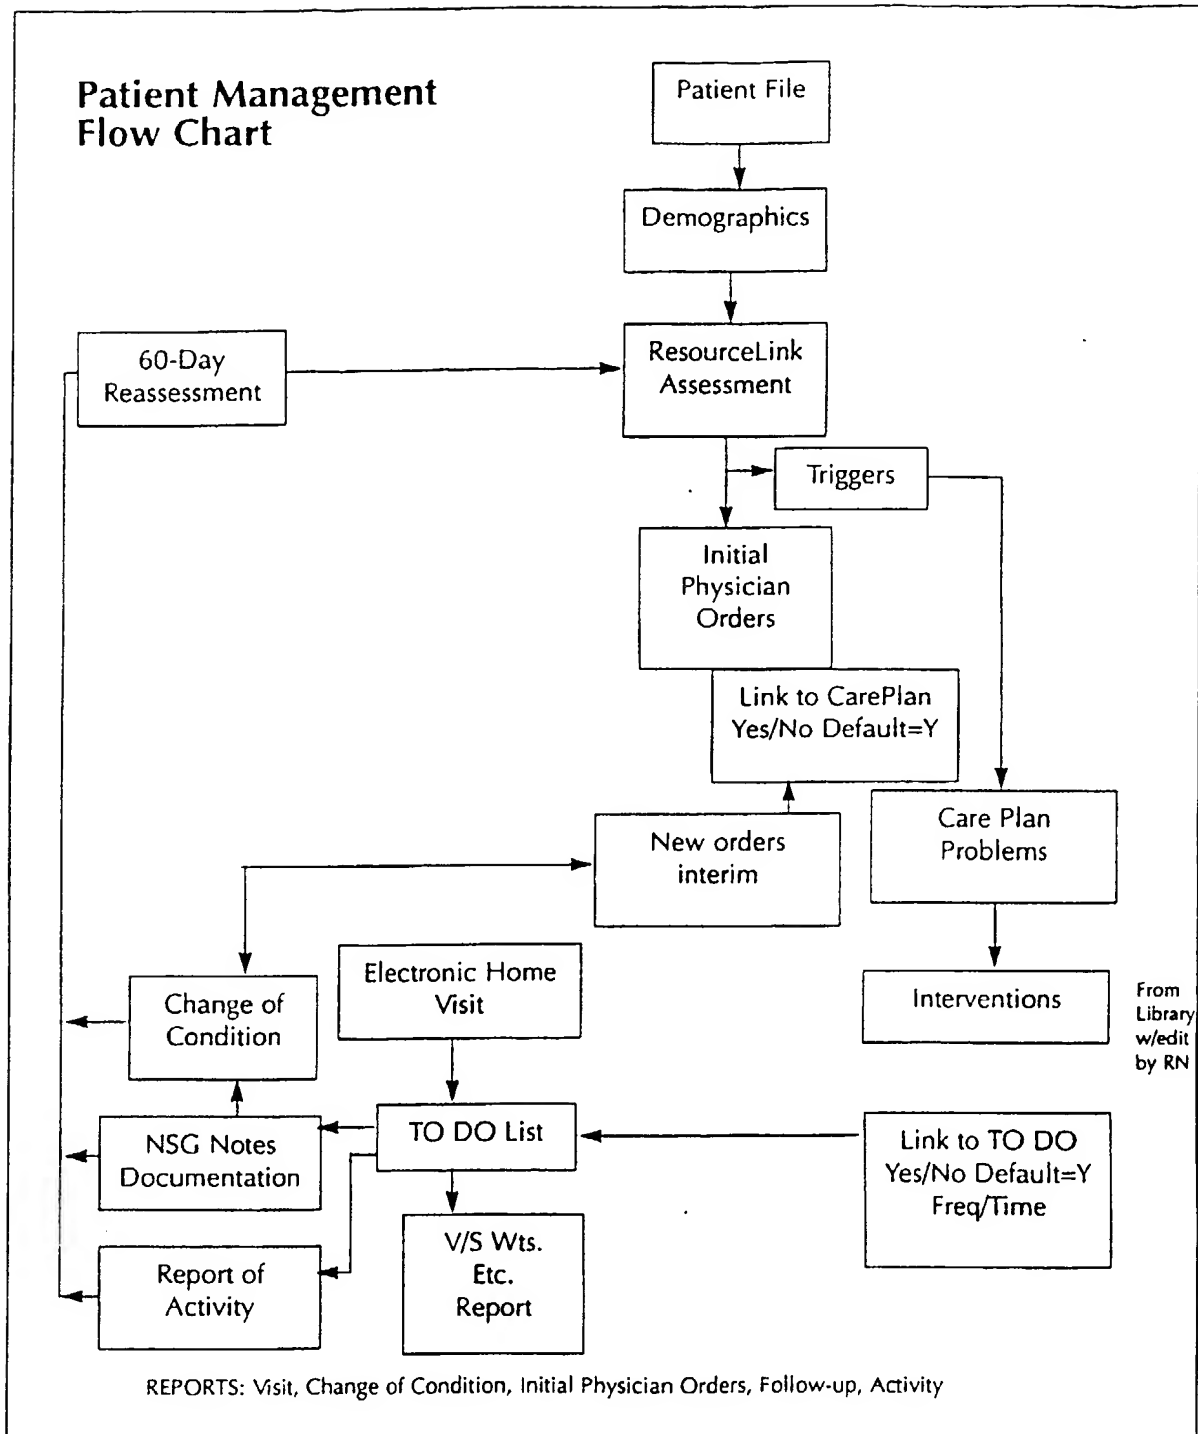 Patient Management
Flow Chart
Patient File
Demographics
60-Day
Reassessment
ResourceLink
Assessment
Triggers
Initial
Physician
Orders
Link to CarePlan
Yes/No Default=Y
New orders
interim
Care Plan
Problems
Electronic Home
Visit
Change of
Condition
Interventions
From
Library
w/edit
by RN
NSG Notes
Documentation
TO DO List
Link to TO DO
Yes/No Default=Y
Freq/Time
V/S Wts.
Etc.
Report
Report of
Activity
REPORTS: Visit, Change of Condition, Initial Physician Orders, Follow-up, Activity